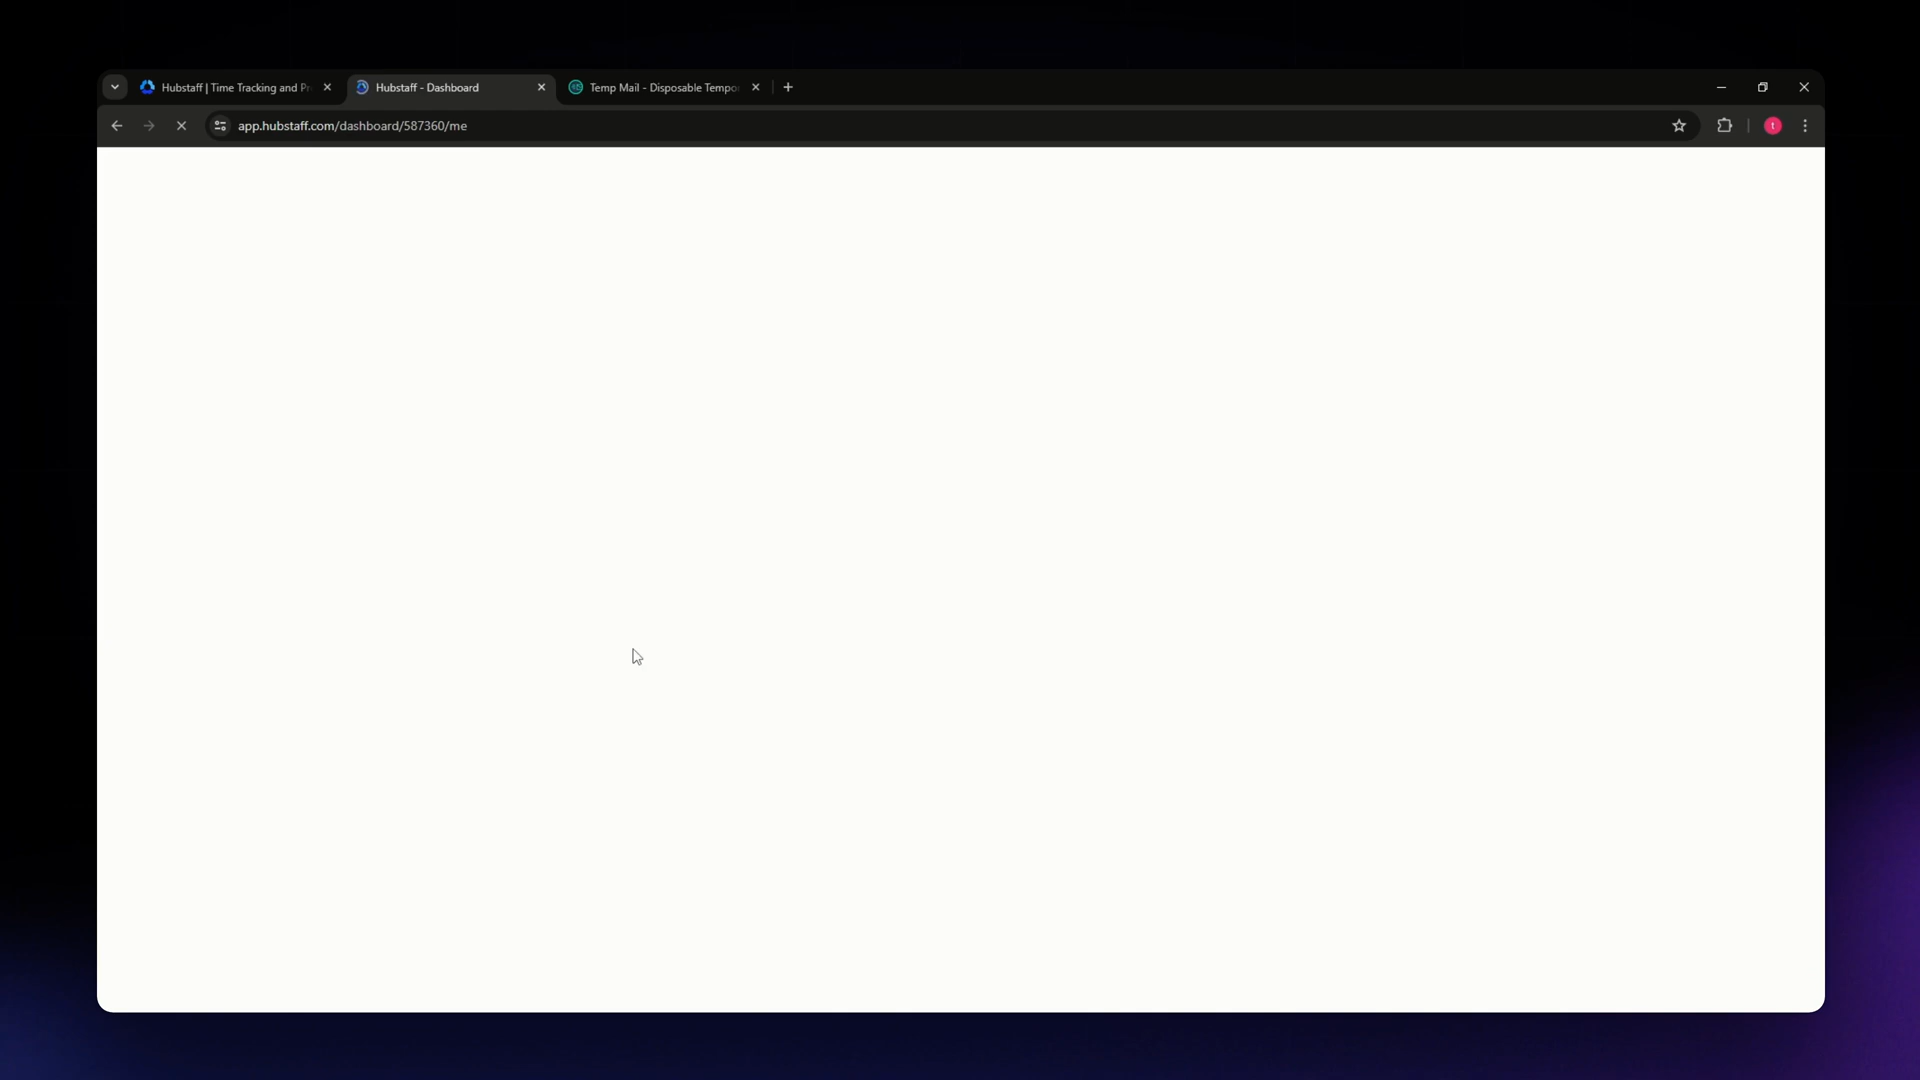 Hubstaff | Time Tracking and Pr
Hubstaff - Dashboard
Temp Mail - Disposable Tempo
app.hubstaff.com/dashboard/587360/me
t